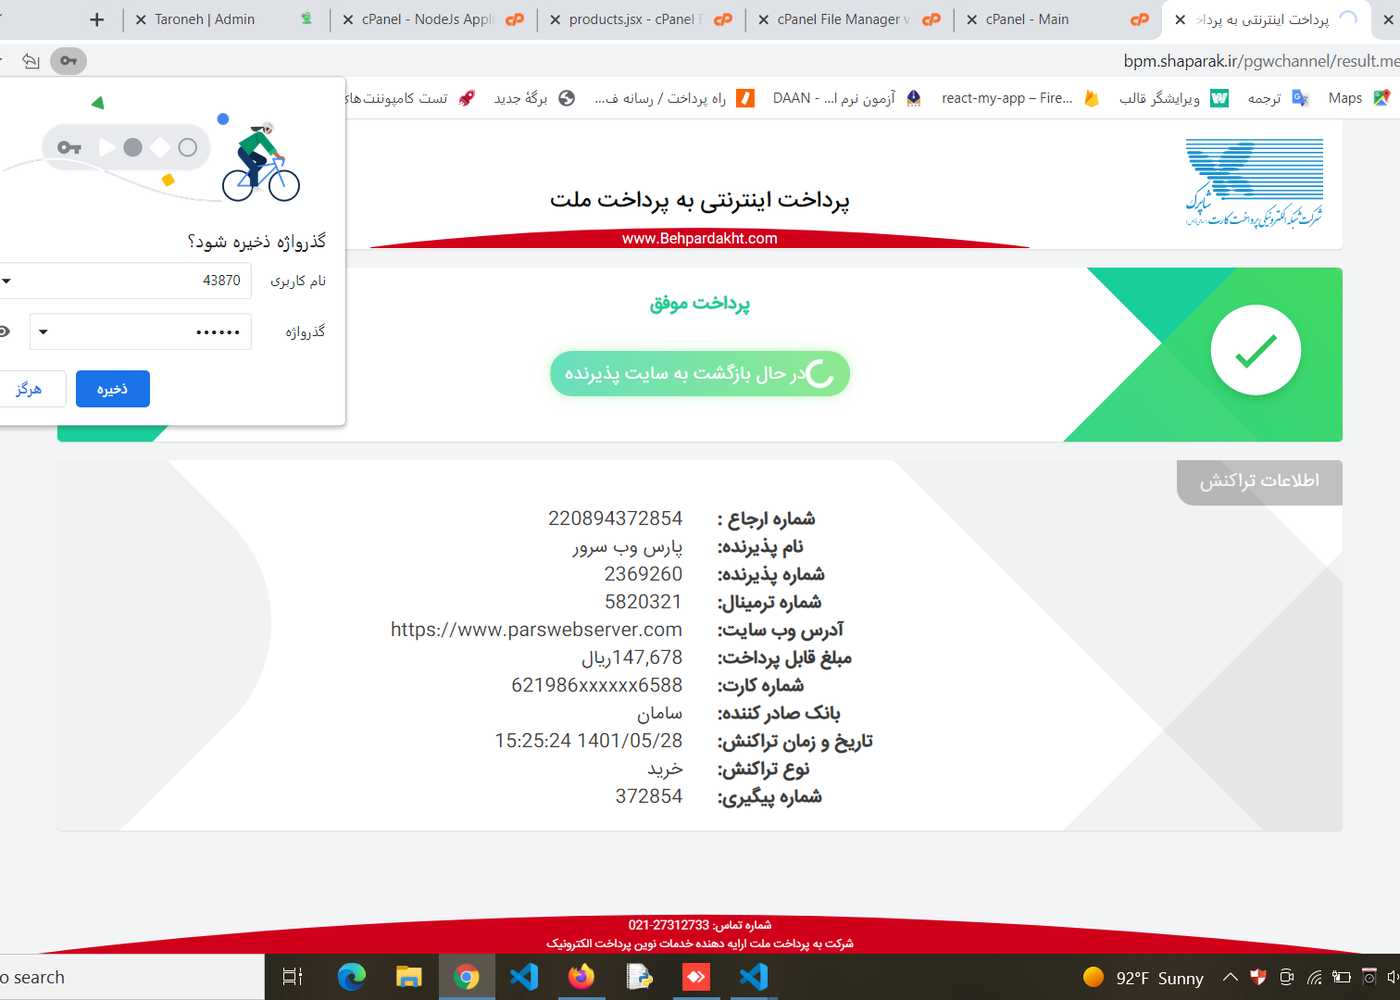 Taroneh | Admin
cPanel - NodeJs Appl
products.jsx - cPanel F
cPanel File Manager v
cPanel - Main
پرداخت اینترنتی به پردا
bpm.shaparak.ir/pgwchannel/result.me
Maps
ترجمه
ویرایشگر قالب
react-my-app – Fire...
آزمون نرم ا... - DAAN
راه پرداخت / رسانه ف...
برگهٔ جدید
تست کامپوننت‌های
گذرواژه ذخیره شود؟
نام کاربری
43870
گذرواژه
••••••
ذخیره
هرگز
شاپرک
شرکت شبکه الکترونیکی پرداخت کارت
پرداخت اینترنتی به پرداخت ملت
www.Behpardakht.com
پرداخت موفق
در حال بازگشت به سایت پذیرنده
اطلاعات تراکنش
شماره ارجاع : 220894372854
نام پذیرنده: پارس وب سرور
شماره پذیرنده: 2369260
شماره ترمینال: 5820321
آدرس وب سایت: https://www.parswebserver.com
مبلغ قابل پرداخت: 147,678ریال
شماره کارت: 621986xxxxxx6588
بانک صادر کننده: سامان
تاریخ و زمان تراکنش: 15:25:24 1401/05/28
نوع تراکنش: خرید
شماره پیگیری: 372854
شماره تماس: 27312733-021
شرکت به پرداخت ملت ارایه دهنده خدمات نوین پرداخت الکترونیک
o search
92°F Sunny